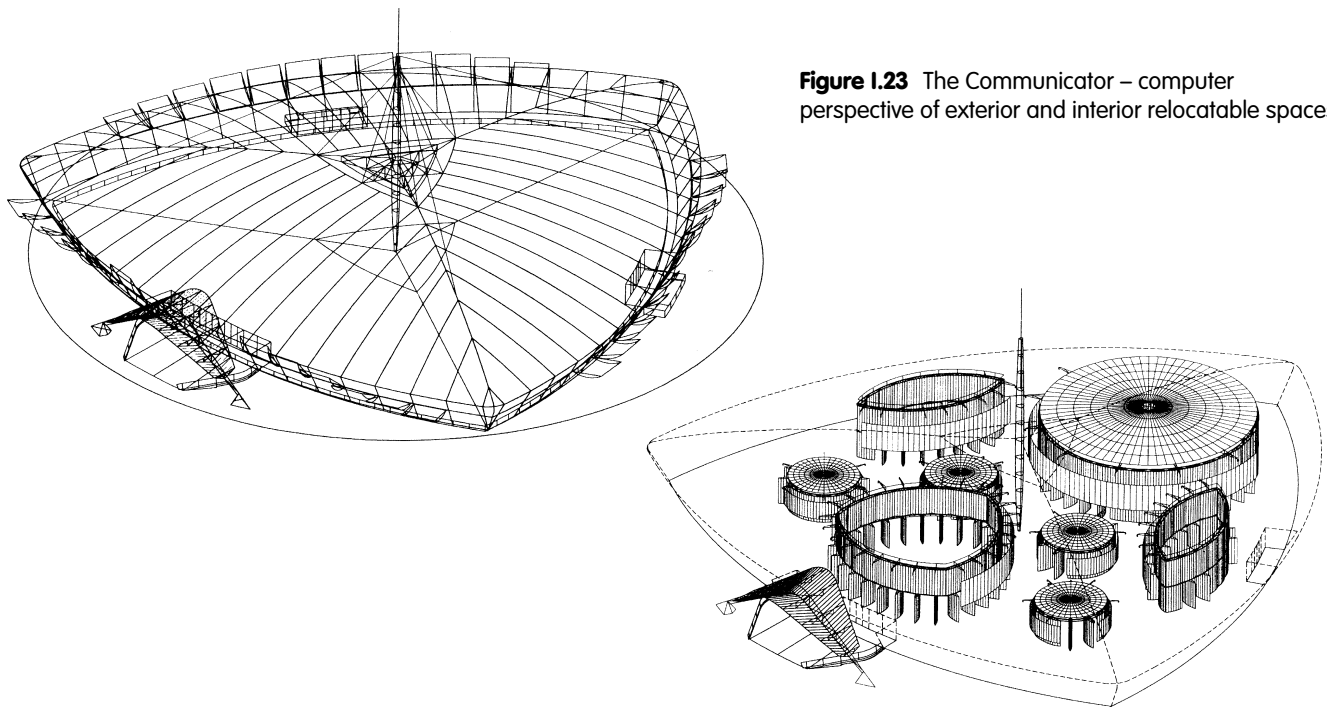 Figure I.23 The Communicator – computer
perspective of exterior and interior relocatable space.